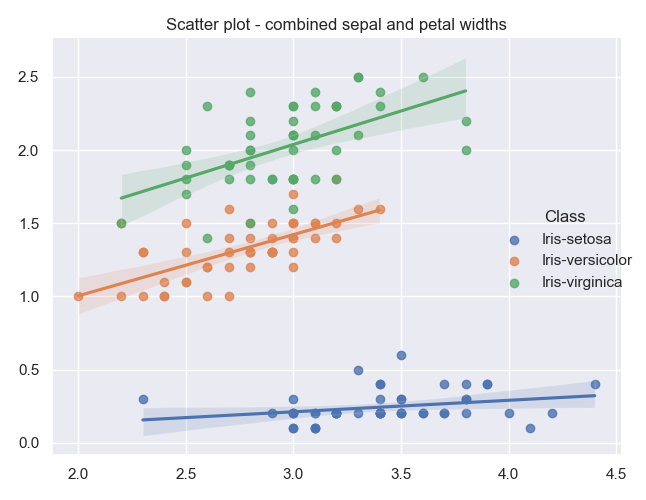 Scatter plot - combined sepal and petal widths
2.5
2.0
1.5
1.0
0.5
0.0
Class
Iris-setosa
Iris-versicolor
Iris-virginica
2.0 2.5 3.0 3.5 4.0 4.5